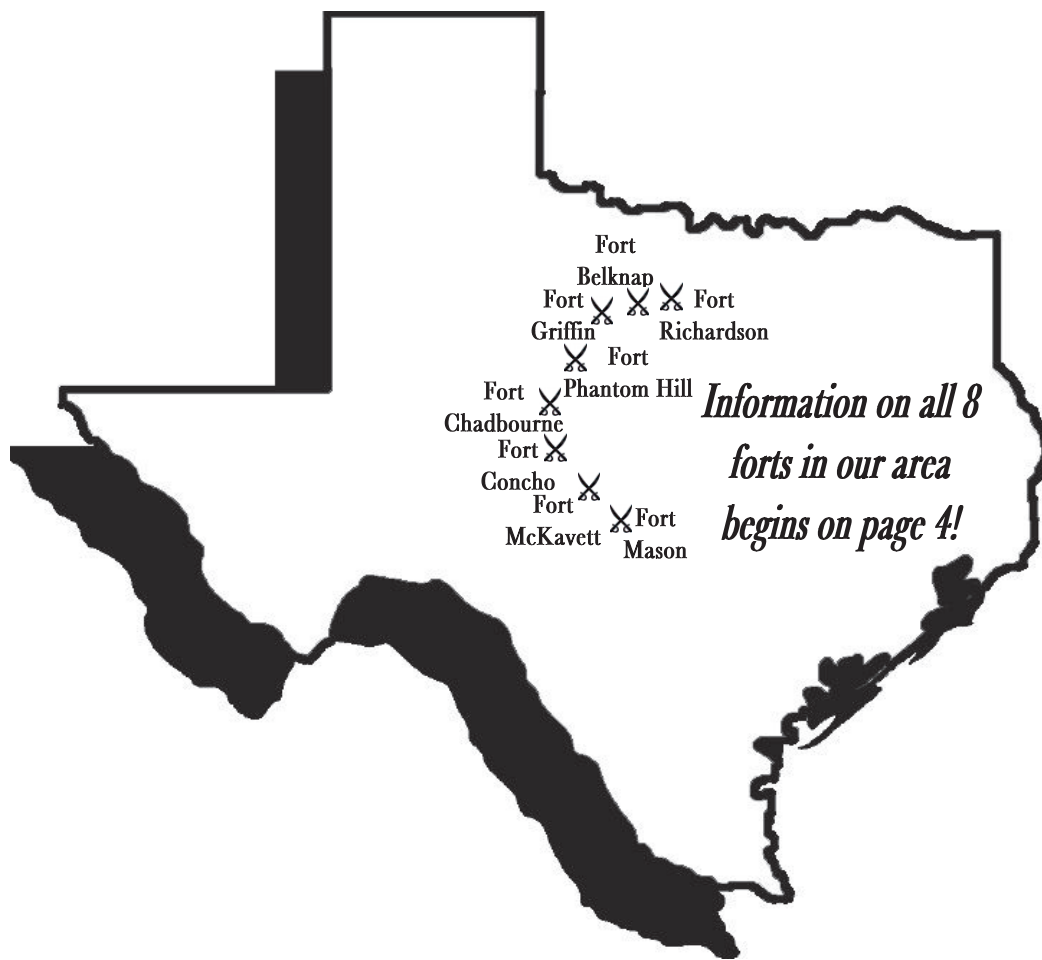 Fort
Belknap
Fort
Griffin
Fort
Richardson
Fort
Phantom Hill
Fort
Chadbourne
Fort
Concho
Fort
McKavett
Fort
Mason
Information on all 8
forts in our area
begins on page 4!